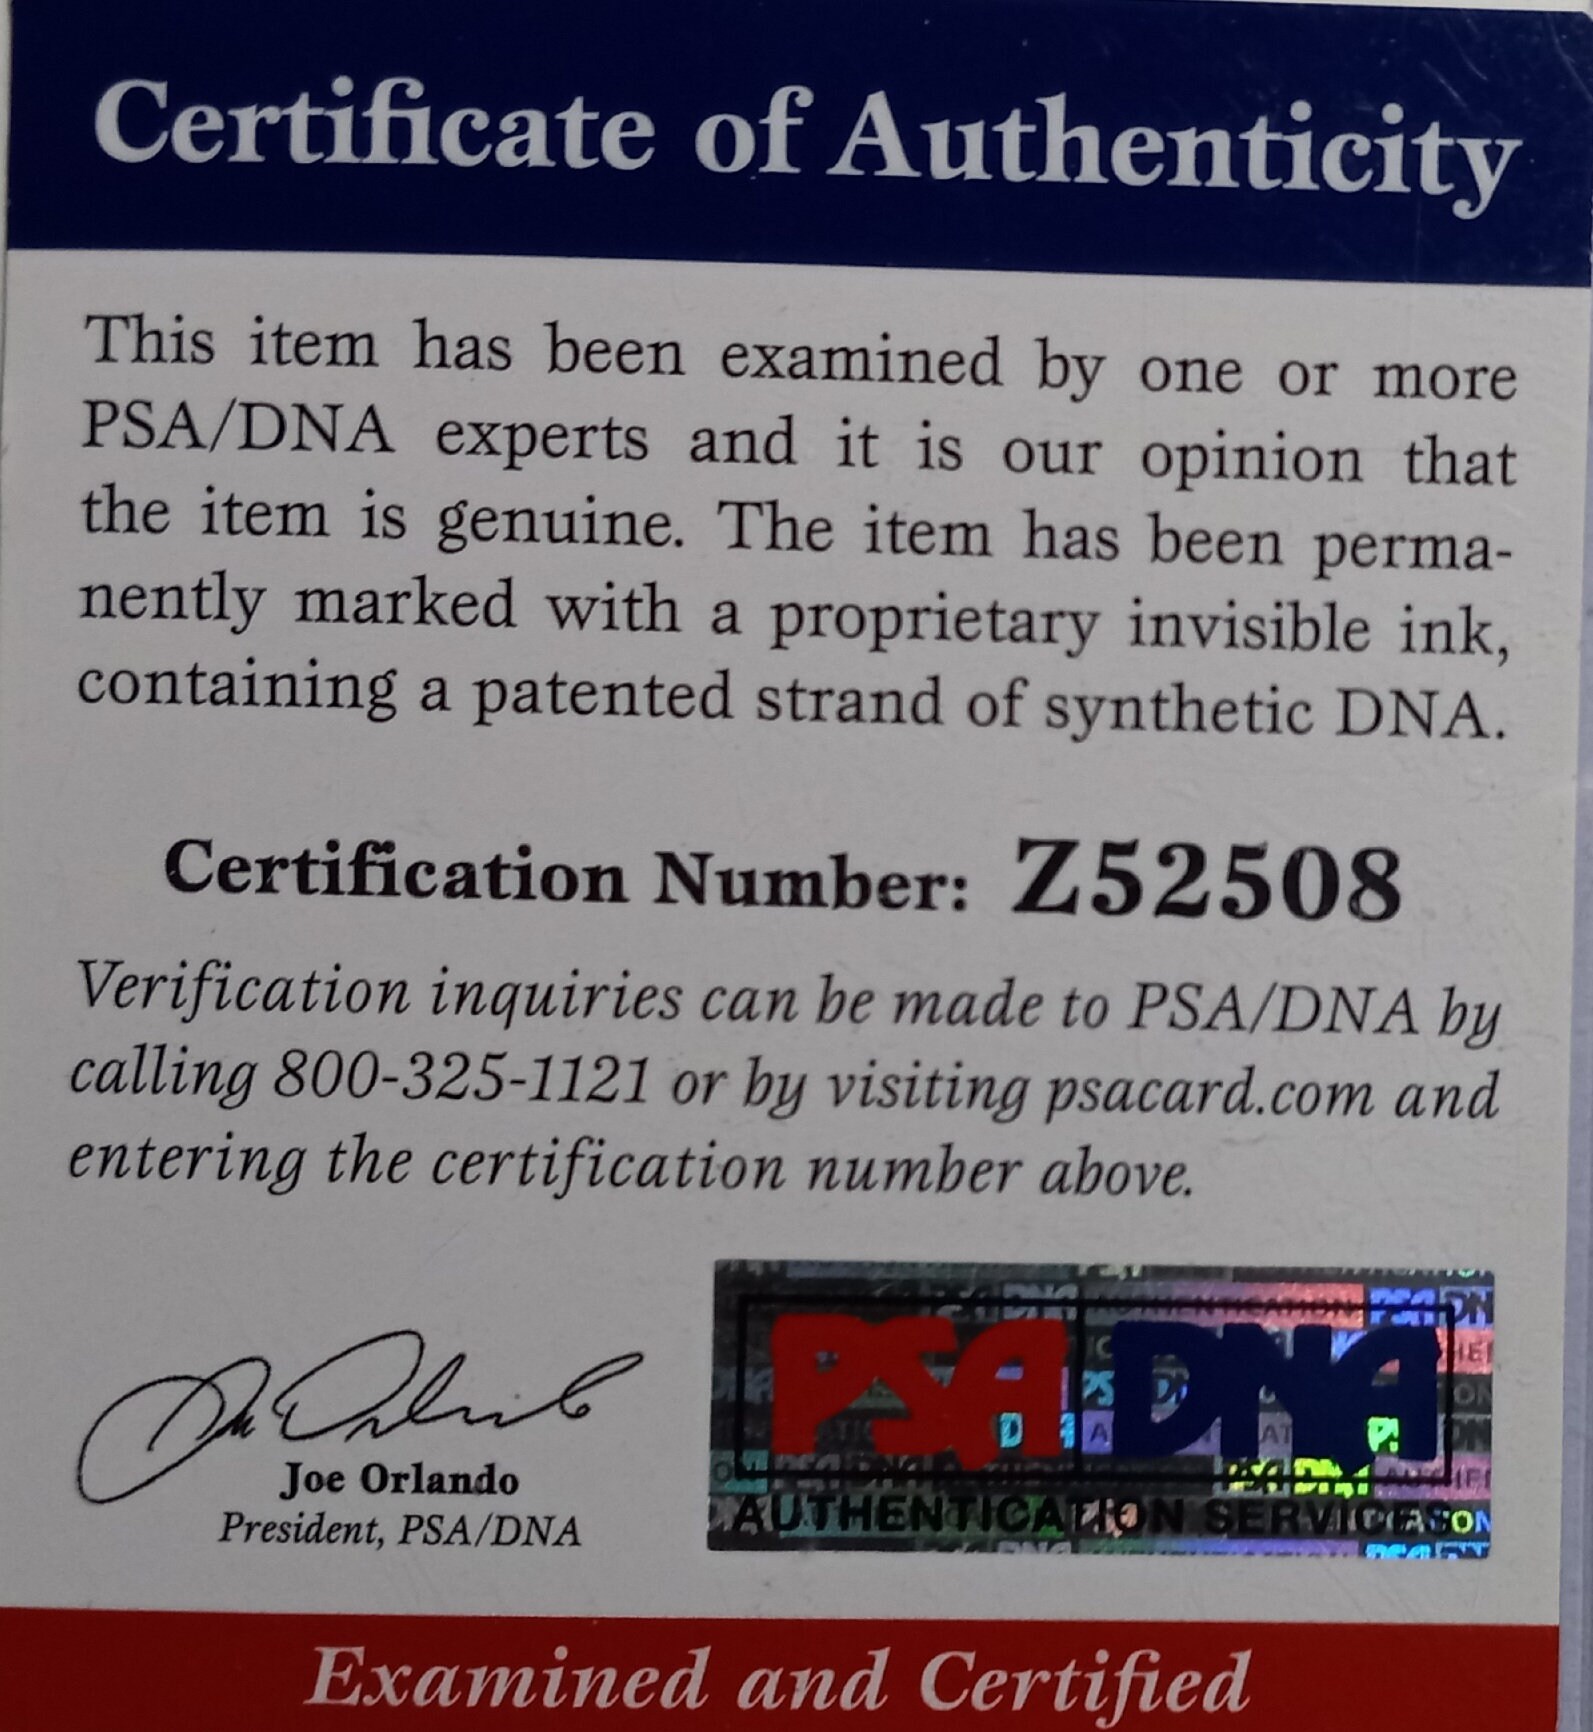 Certificate of Authenticity
This item has been examined by one or more
PSA/DNA experts and it is our opinion that
the item is genuine. The item has been perma-
nently marked with a proprietary invisible ink,
containing a patented strand of synthetic DNA.
Certification Number: Z52508
Verification inquiries can be made to PSA/DNA by
calling 800-325-1121 or by visiting psacard.com and
entering the certification number above.
Joe Orlando
President, PSA/DNA
PSA DNA
AUTHENTICATION SERVICES
Examined and Certified